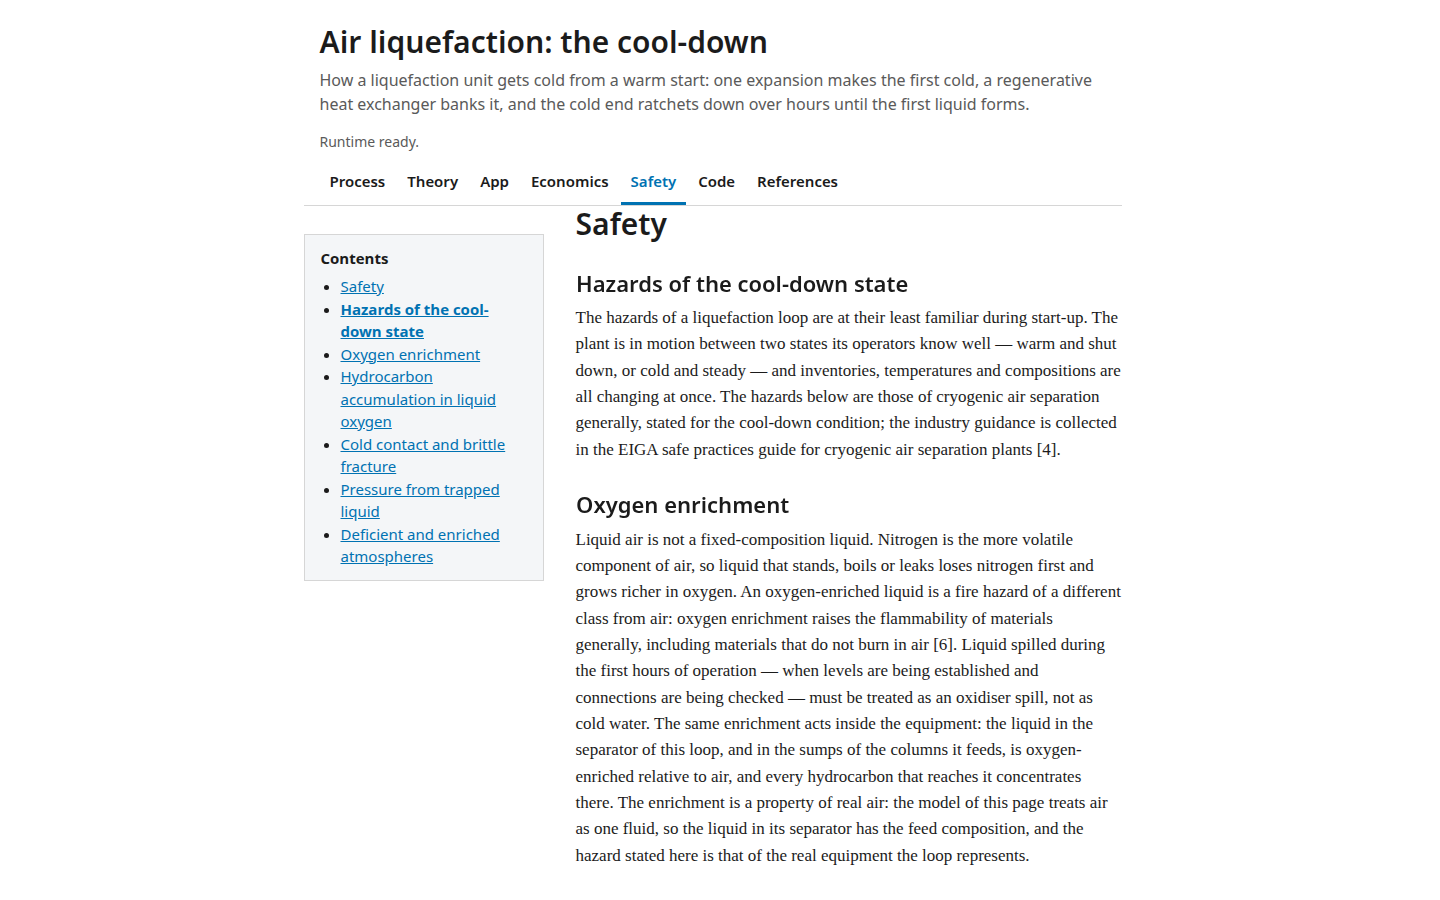 Air liquefaction: the cool-down
How a liquefaction unit gets cold from a warm start: one expansion makes the first cold, a regenerative
heat exchanger banks it, and the cold end ratchets down over hours until the first liquid forms.
Runtime ready.
Process Theory App Economics Safety Code References
Contents
Safety
Hazards of the cool-
down state
Oxygen enrichment
Hydrocarbon
accumulation in liquid
oxygen
Cold contact and brittle
fracture
Pressure from trapped
liquid
Deficient and enriched
atmospheres
Safety
Hazards of the cool-down state
The hazards of a liquefaction loop are at their least familiar during start-up. The
plant is in motion between two states its operators know well — warm and shut
down, or cold and steady — and inventories, temperatures and compositions are
all changing at once. The hazards below are those of cryogenic air separation
generally, stated for the cool-down condition; the industry guidance is collected
in the EIGA safe practices guide for cryogenic air separation plants [4].
Oxygen enrichment
Liquid air is not a fixed-composition liquid. Nitrogen is the more volatile
component of air, so liquid that stands, boils or leaks loses nitrogen first and
grows richer in oxygen. An oxygen-enriched liquid is a fire hazard of a different
class from air: oxygen enrichment raises the flammability of materials
generally, including materials that do not burn in air [6]. Liquid spilled during
the first hours of operation — when levels are being established and
connections are being checked — must be treated as an oxidiser spill, not as
cold water. The same enrichment acts inside the equipment: the liquid in the
separator of this loop, and in the sumps of the columns it feeds, is oxygen-
enriched relative to air, and every hydrocarbon that reaches it concentrates
there. The enrichment is a property of real air: the model of this page treats air
as one fluid, so the liquid in its separator has the feed composition, and the
hazard stated here is that of the real equipment the loop represents.